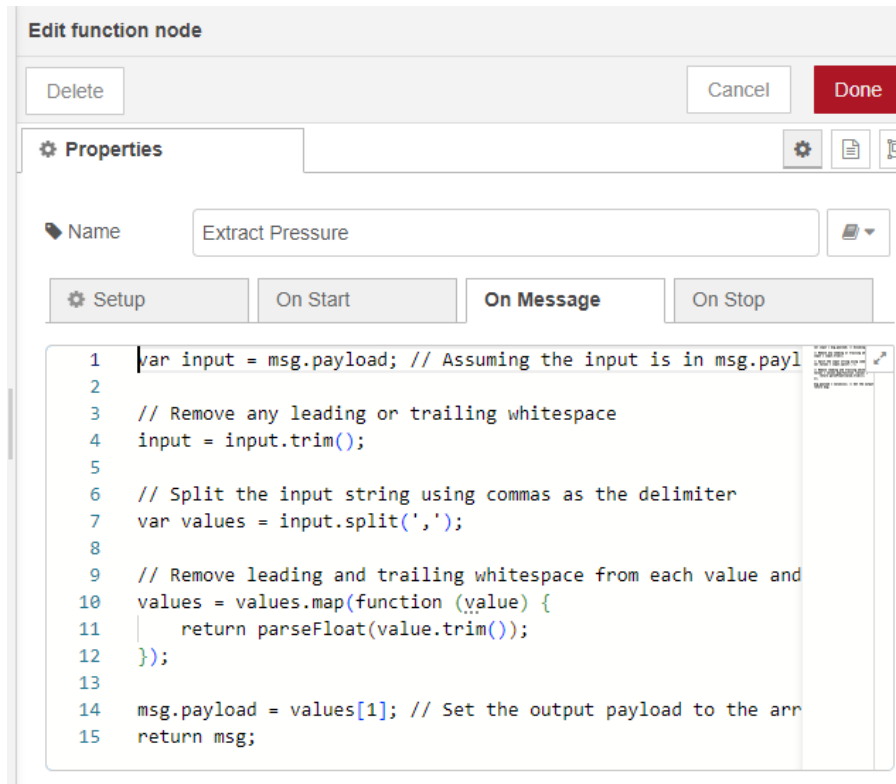 Edit function node
Delete Cancel Done
Properties
Name Extract Pressure
Setup On Start On Message On Stop
1 var input = msg.payload; // Assuming the input is in msg.payl
2
3 // Remove any leading or trailing whitespace
4 input = input.trim();
5
6 // Split the input string using commas as the delimiter
7 var values = input.split(',');
8
9 // Remove leading and trailing whitespace from each value and
10 values = values.map(function (value) {
11     return parseFloat(value.trim());
12 });
13
14 msg.payload = values[1]; // Set the output payload to the arr
15 return msg;